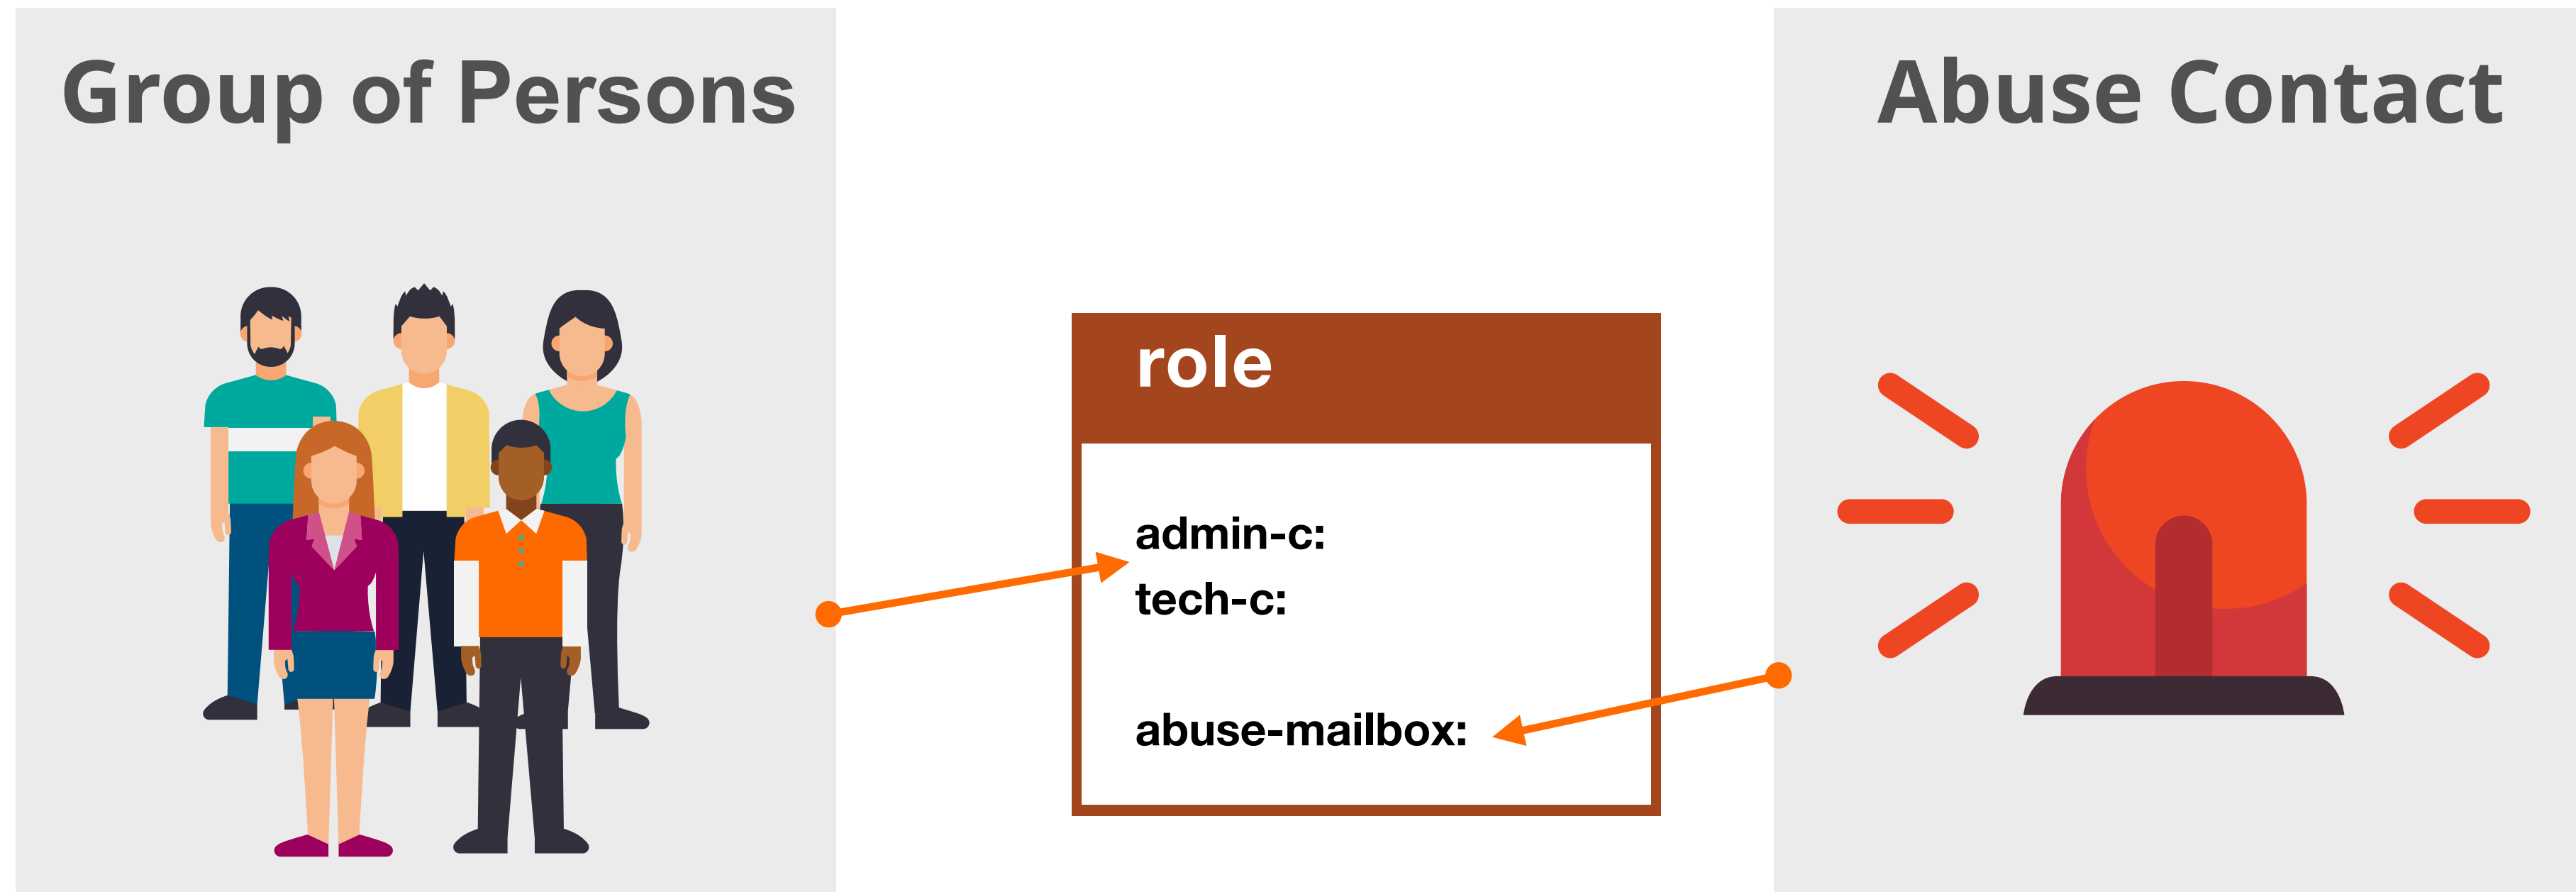 Group of Persons
Abuse Contact
role
admin-c:
tech-c:
abuse-mailbox: